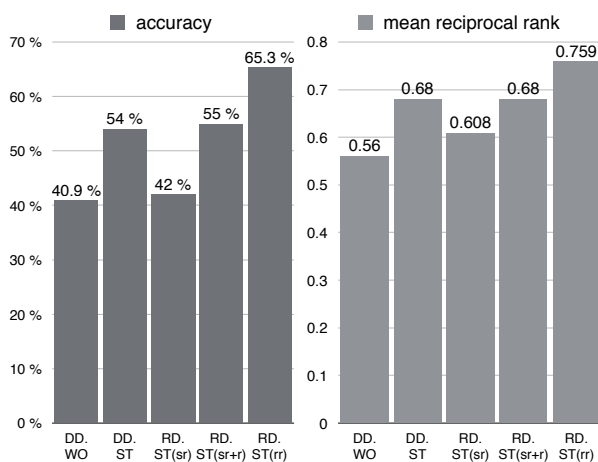 accuracy
70 %
60 %
50 %
40 %
30 %
20 %
10 %
0 %
40.9 %
54 %
42 %
55 %
65.3 %
DD. WO
DD. ST
RD. ST(sr)
RD. ST(sr+r)
RD. ST(rr)
mean reciprocal rank
0.8
0.7
0.6
0.5
0.4
0.3
0.2
0.1
0
0.56
0.68
0.608
0.68
0.759
DD. WO
DD. ST
RD. ST(sr)
RD. ST(sr+r)
RD. ST(rr)